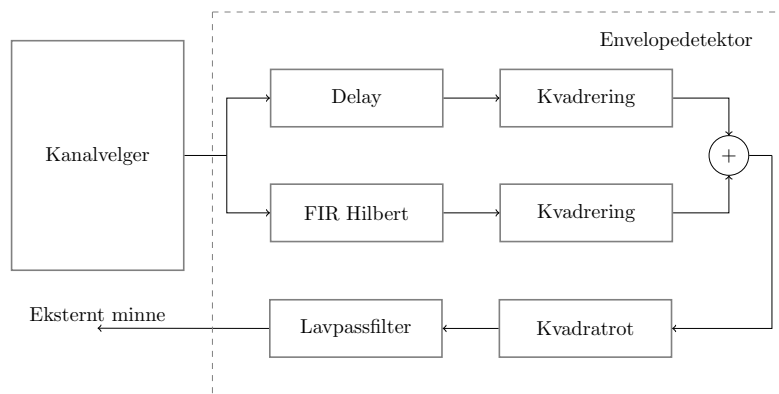 Envelopedetektor
Delay
Kvadrering
Kanalvelger
+
FIR Hilbert
Kvadrering
Eksternt minne
Lavpassfilter
Kvadratrot